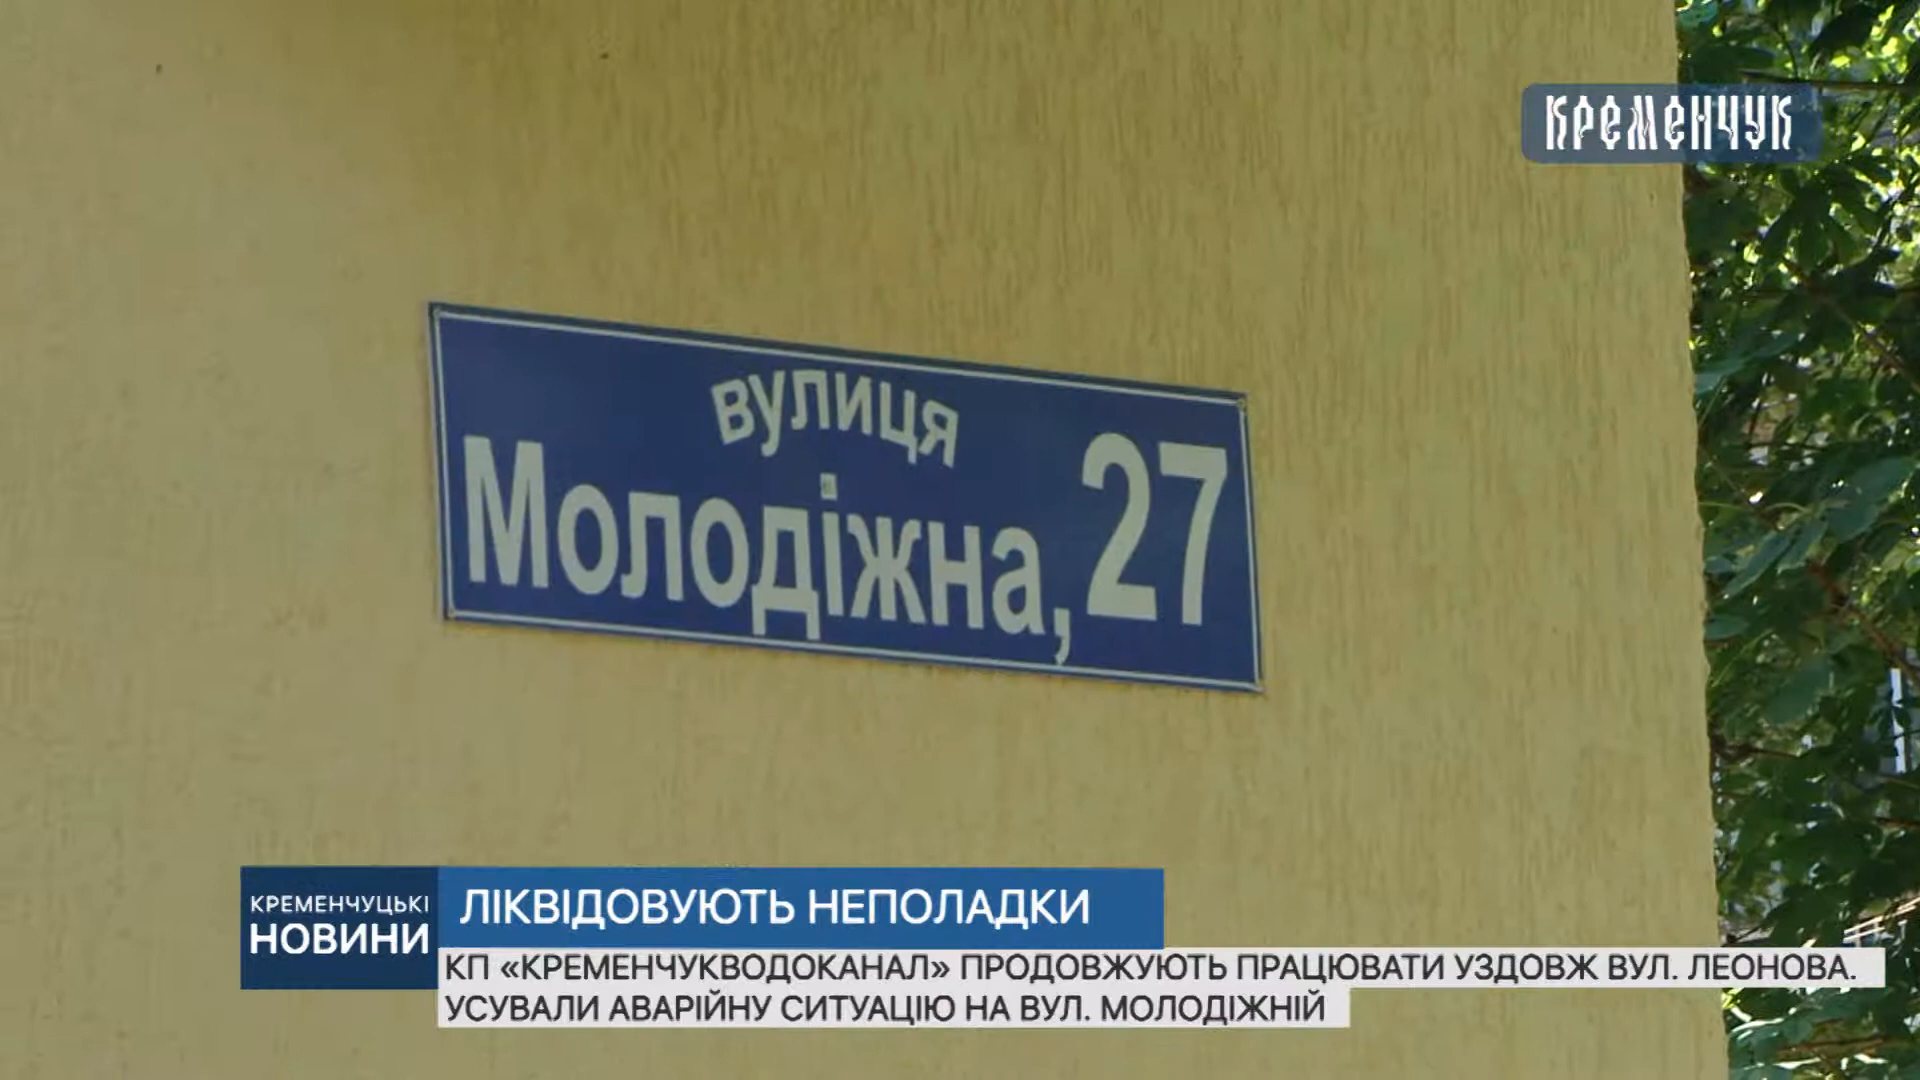 КРЕМЕНЧУК
вулиця
Молодіжна, 27
КРЕМЕНЧУЦЬКІ
НОВИНИ
ЛІКВІДОВУЮТЬ НЕПОЛАДКИ
КП «КРЕМЕНЧУКВОДОКАНАЛ» ПРОДОВЖУЮТЬ ПРАЦЮВАТИ УЗДОВЖ ВУЛ. ЛЕОНОВА.
УСУВАЛИ АВАРІЙНУ СИТУАЦІЮ НА ВУЛ. МОЛОДІЖНІЙ